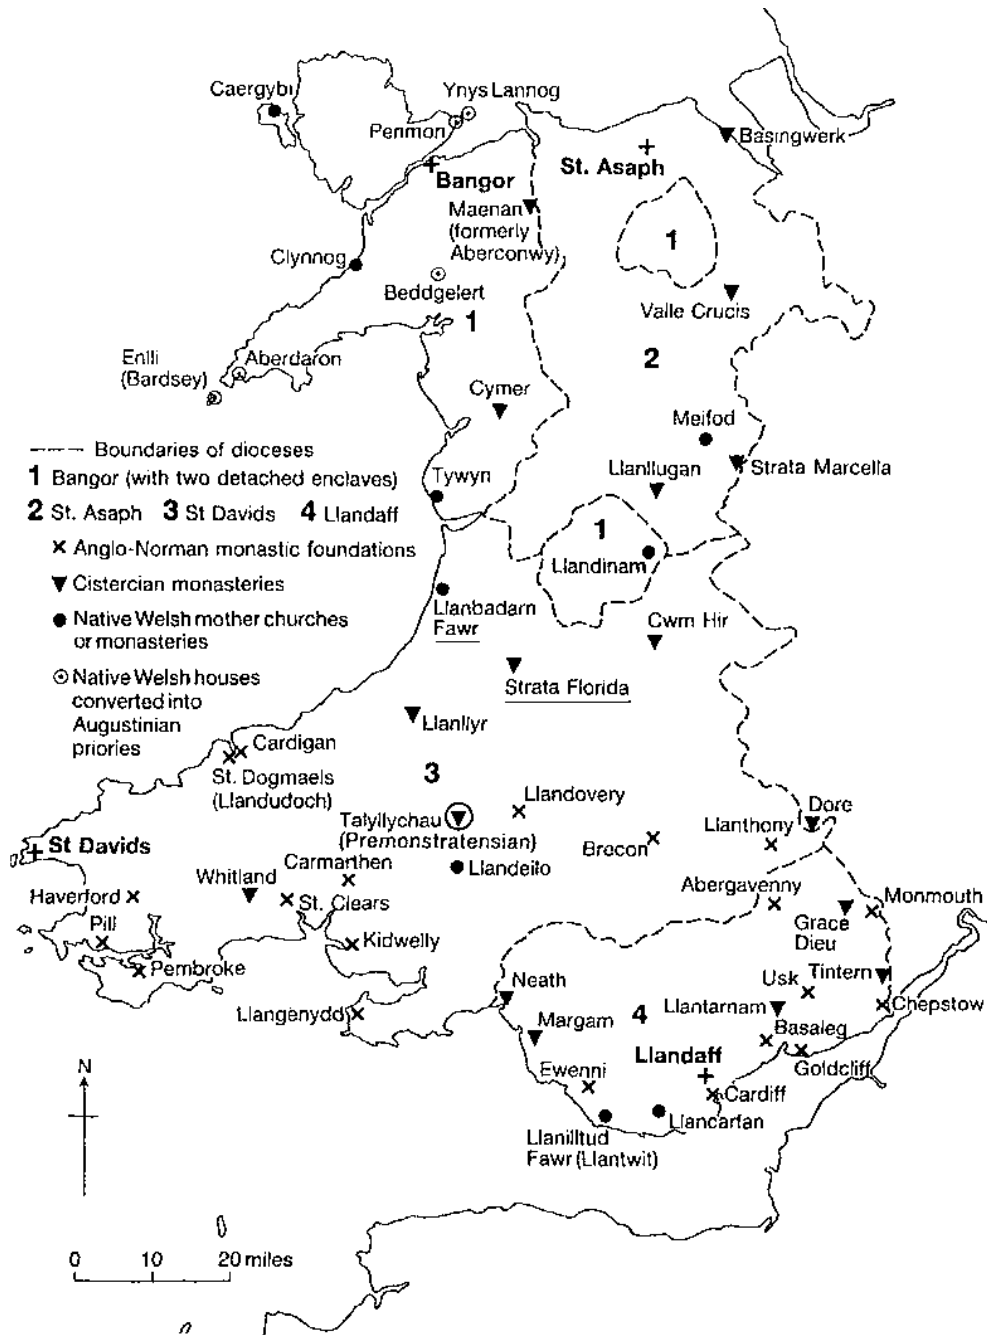 Caergybi
Ynys Lannog
Penmon
Basingwerk
St. Asaph
Bangor
Maenan
(formerly
Aberconwy)
1
Clynnog
Beddgelert
1
Valle Crucis
2
Enlli
(Bardsey)
Aberdaron
Cymer
Meifod
Boundaries of dioceses
1 Bangor (with two detached enclaves)
2 St. Asaph 3 St Davids 4 Llandaff
Anglo-Norman monastic foundations
Cistercian monasteries
Native Welsh mother churches
or monasteries
Native Welsh houses
converted into
Augustinian
priories
Llanllugan
Strata Marcella
Tywyn
1
Llandinam
Llanbadarn
Fawr
Cwm Hir
Strata Florida
Llanllyr
Cardigan
St. Dogmaels
(Llandudoch)
3
Llandovery
Talyllychau
(Premonstratensian)
Dore
Llanthony
Brecon
St Davids
Carmarthen
Llandeilo
Whitland
Abergavenny
Haverford
St. Clears
Monmouth
Grace
Dieu
Pill
Kidwelly
Pembroke
Neath
Usk
Tintern
Llangenydd
Llantarnam
Chepstow
Margam
4
Basaleg
Llandaff
Goldcliff
Ewenni
Cardiff
Llancarfan
Llanilltud
Fawr (Llantwit)
N
0 10 20 miles